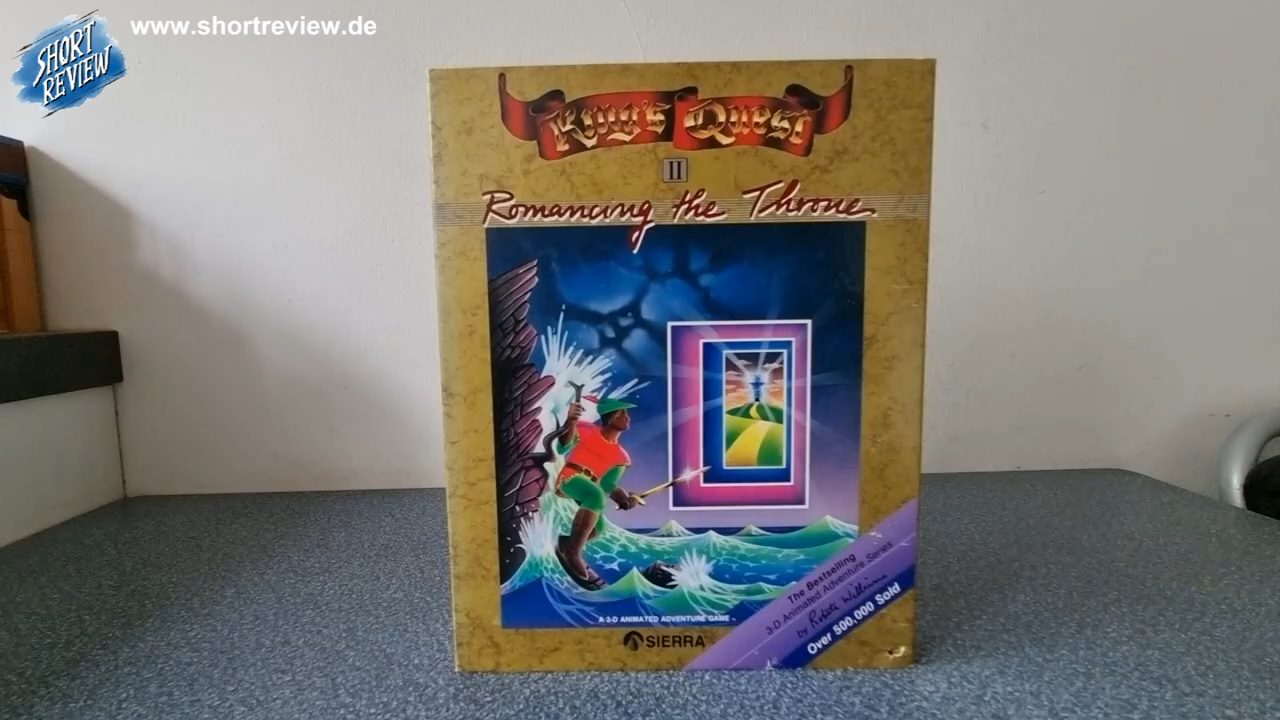 www.shortreview.de
SHORT
REVIEW
King's Quest
II
Romancing the Throne
A 3-D ANIMATED ADVENTURE GAME™
SIERRA
The Bestselling
3-D Animated Adventure Series
by Roberta Williams
Over 500,000 Sold